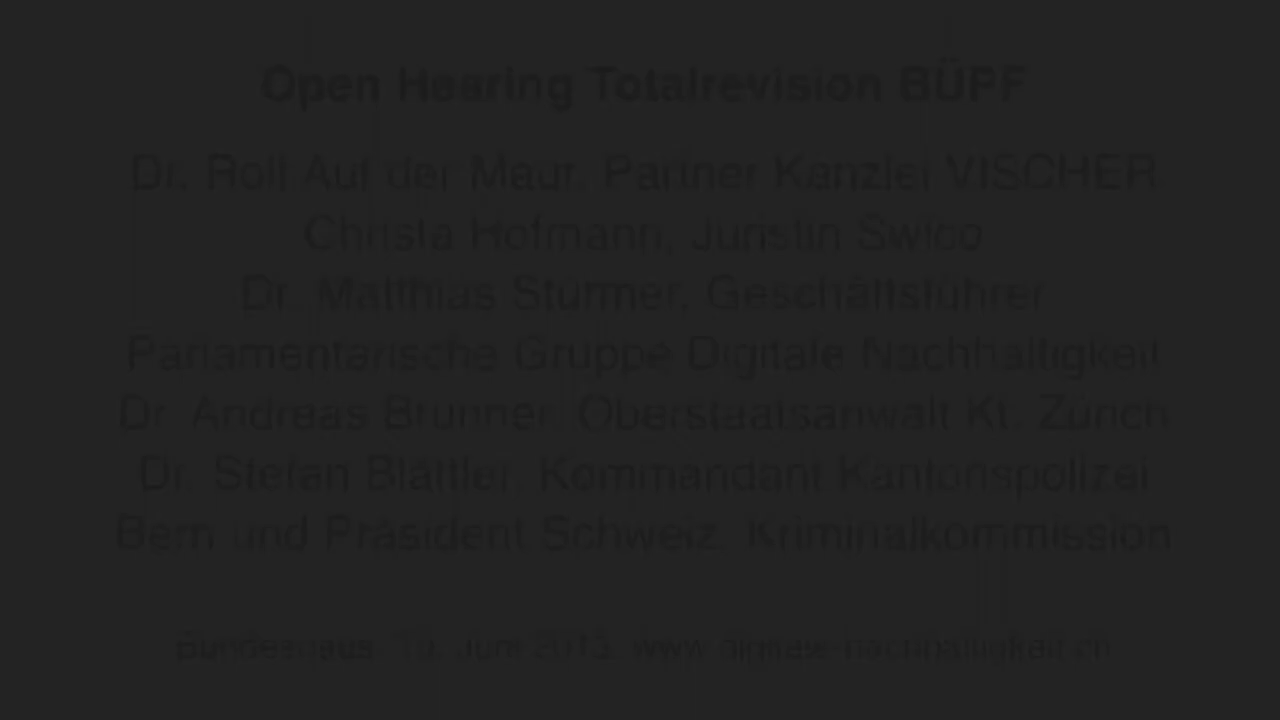 Open Hearing Totalrevision BÜPF
Dr. Rolf Auf der Maur, Partner Kanzlei VISCHER
Christa Hofmann, Juristin Swico
Dr. Matthias Stürmer, Geschäftsführer
Parlamentarische Gruppe Digitale Nachhaltigkeit
Dr. Andreas Brunner, Oberstaatsanwalt Kt. Zürich
Dr. Stefan Blättler, Kommandant Kantonspolizei
Bern und Präsident Schweiz. Kriminalkommission
Bundeshaus, Juni www.digitale-nachhaltigkeit.ch